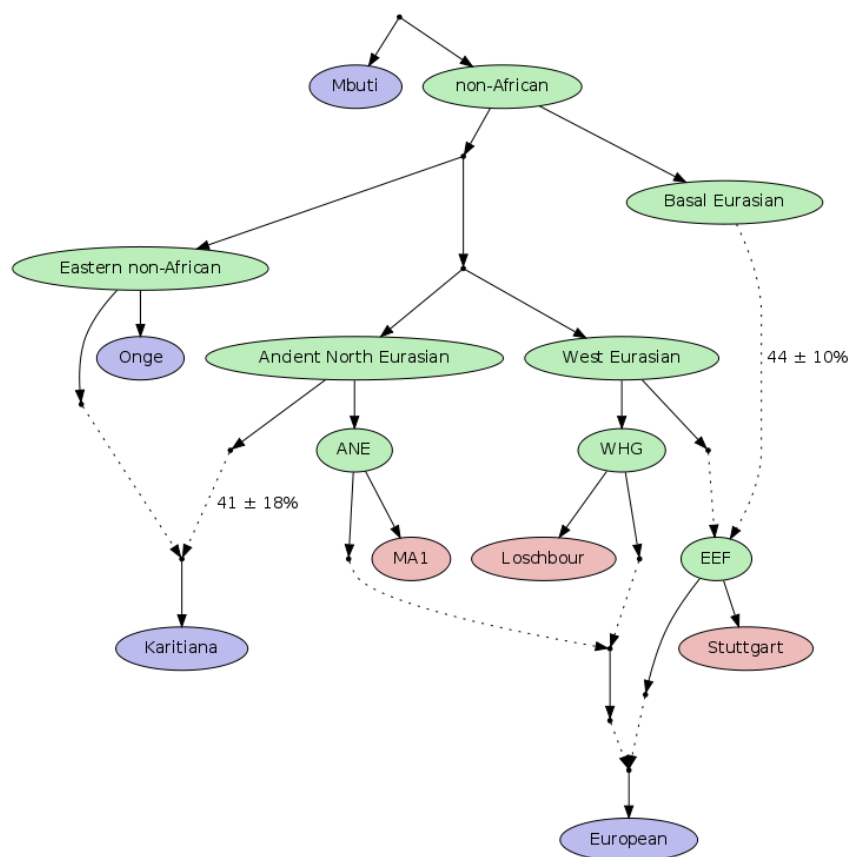 Mbuti
non-African
Basal Eurasian
Eastern non-African
Onge
Ancient North Eurasian
West Eurasian
44 ± 10%
ANE
WHG
41 ± 18%
MA1
Loschbour
EEF
Karitiana
Stuttgart
European